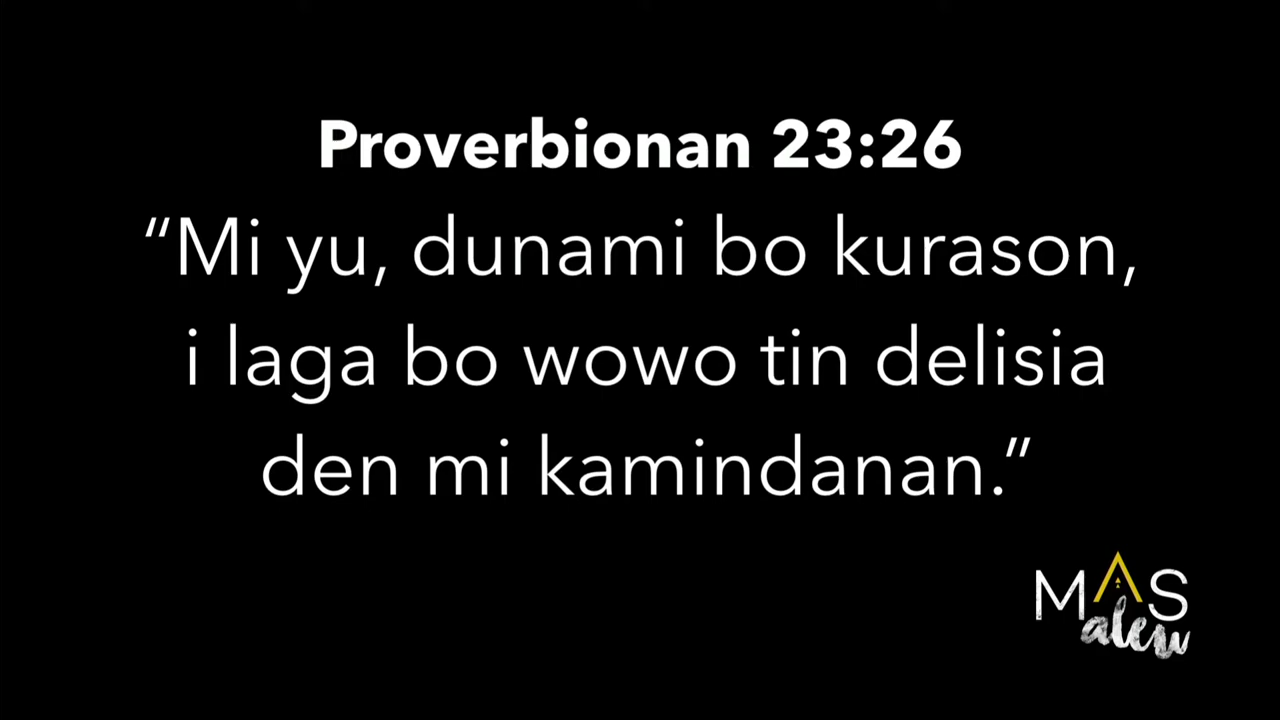 Proverbionan 23:26
“Mi yu, dunami bo kurason,
i laga bo wowo tin delisia
den mi kamindanan.”
MAS
alew